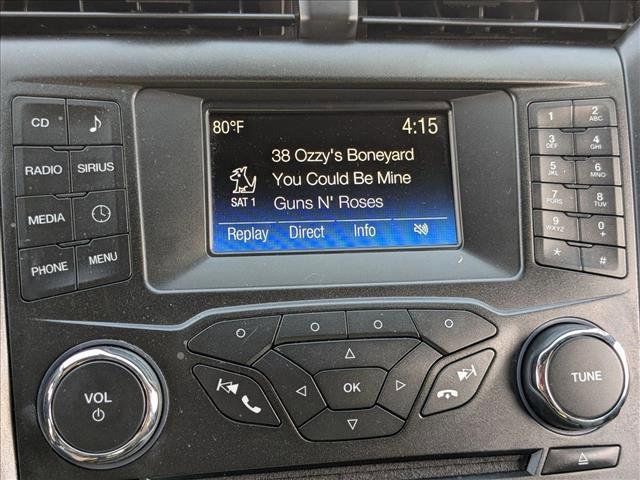 80°F 4:15
38 Ozzy's Boneyard
You Could Be Mine
SAT 1 Guns N' Roses
Replay Direct Info
CD
RADIO SIRIUS
MEDIA
PHONE MENU
1 2 ABC
3 DEF 4 GHI
5 JKL 6 MNO
7 PQRS 8 TUV
9 WXYZ 0 +
* #
VOL
OK
TUNE